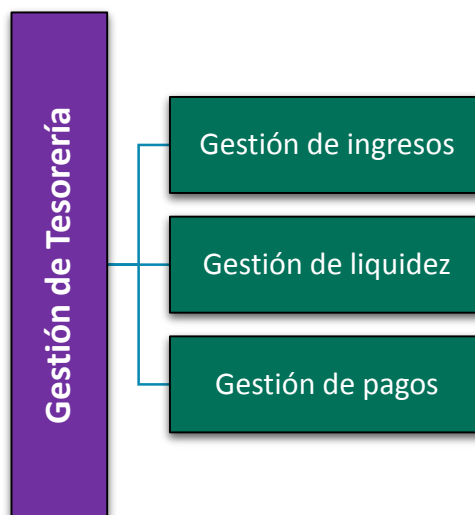 Gestión de Tesorería
Gestión de ingresos
Gestión de liquidez
Gestión de pagos